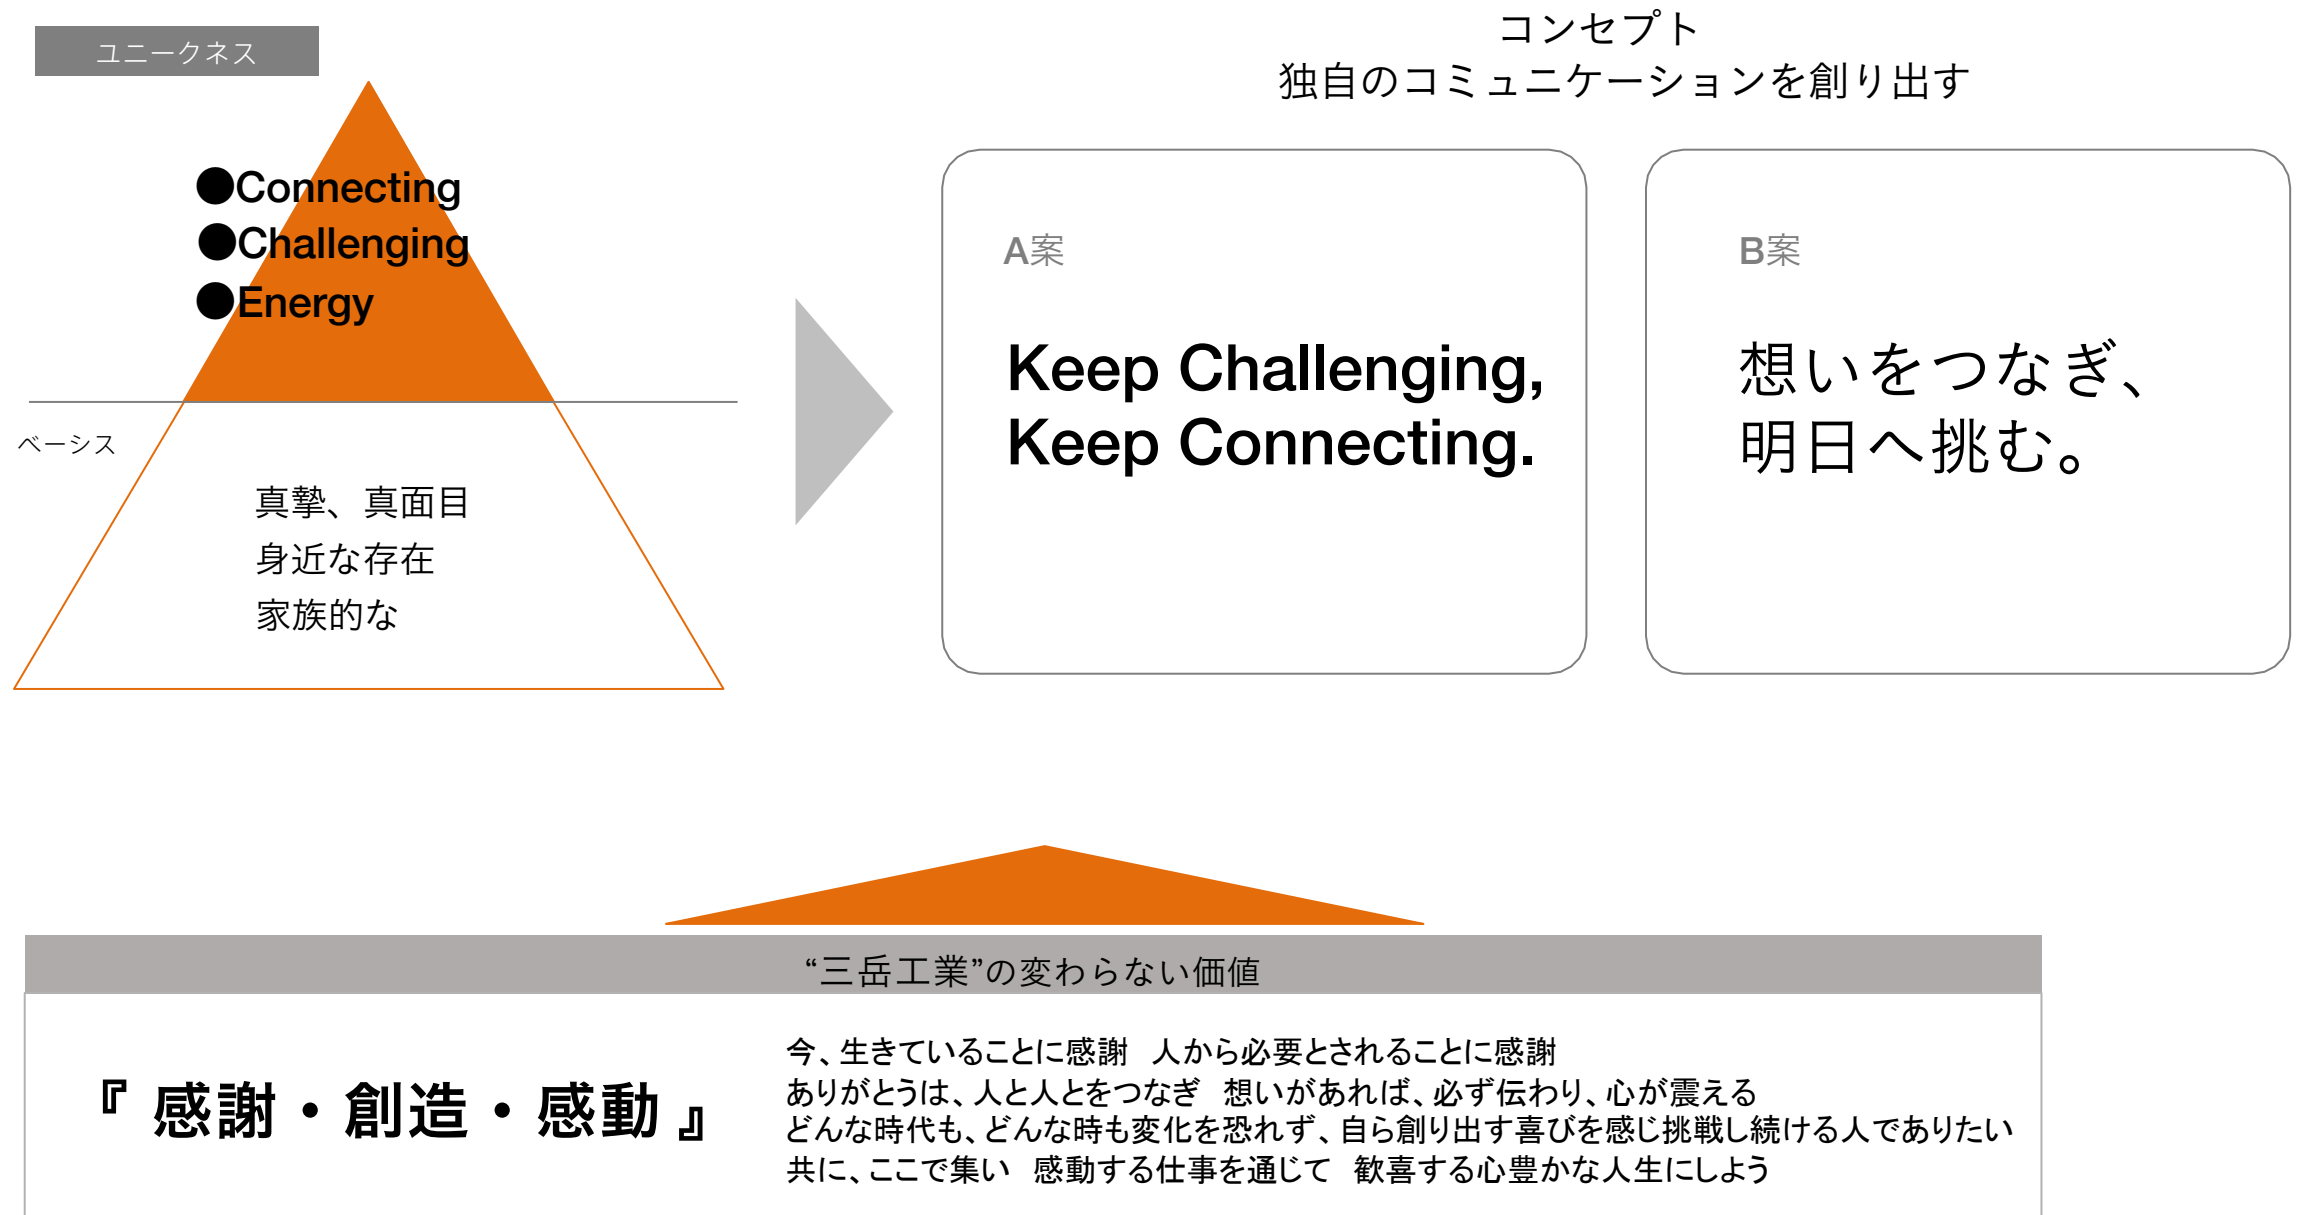 ユニークネス
●Connecting
●Challenging
●Energy
ベーシス
真摯、真面目
身近な存在
家族的な
コンセプト
独自のコミュニケーションを創り出す
A案
Keep Challenging,
Keep Connecting.
B案
想いをつなぎ、
明日へ挑む。
“三岳工業”の変わらない価値
『 感謝・創造・感動 』
今、生きていることに感謝　人から必要とされることに感謝
ありがとうは、人と人とをつなぎ　想いがあれば、必ず伝わり、心が震える
どんな時代も、どんな時も変化を恐れず、自ら創り出す喜びを感じ挑戦し続ける人でありたい
共に、ここで集い　感動する仕事を通じて　歓喜する心豊かな人生にしよう